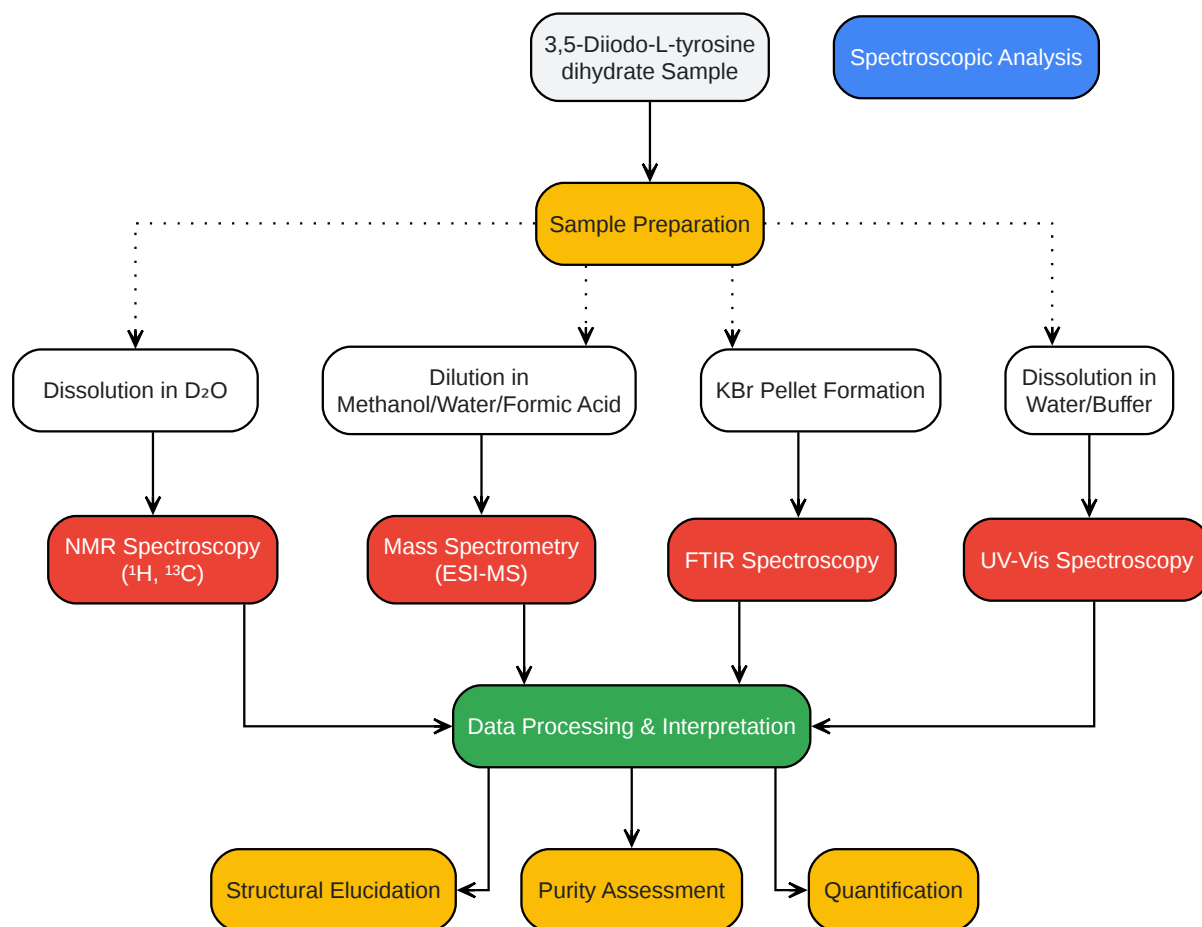 3,5-Diiodo-L-tyrosine
dihydrate Sample
Spectroscopic Analysis
Sample Preparation
Dissolution in D₂O
Dilution in
Methanol/Water/Formic Acid
KBr Pellet Formation
Dissolution in
Water/Buffer
NMR Spectroscopy
(¹H, ¹³C)
Mass Spectrometry
(ESI-MS)
FTIR Spectroscopy
UV-Vis Spectroscopy
Data Processing & Interpretation
Structural Elucidation
Purity Assessment
Quantification